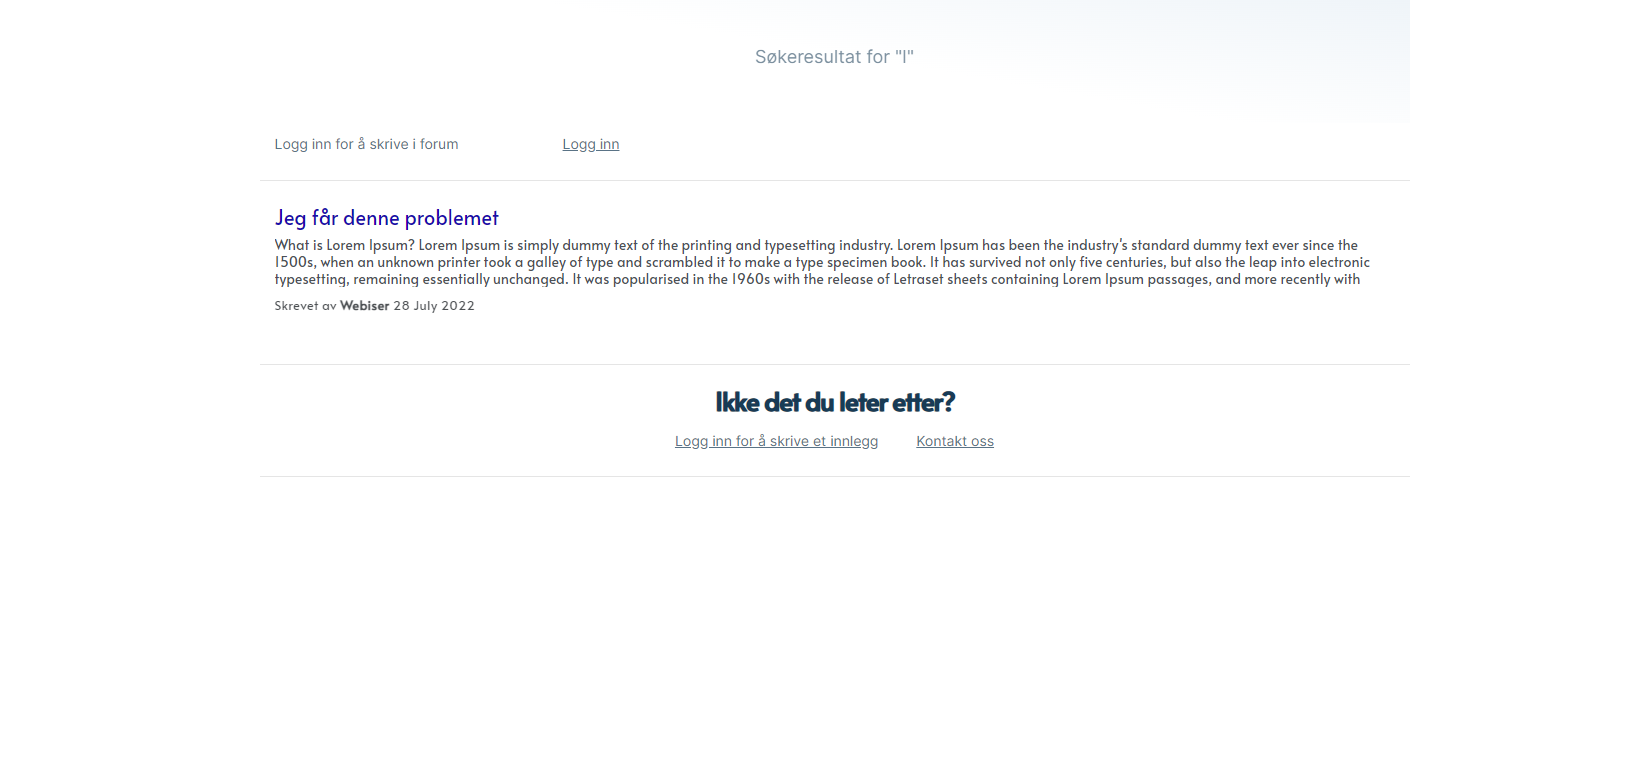 Søkeresultat for "l"
Logg inn for å skrive i forum Logg inn
Jeg får denne problemet
What is Lorem Ipsum? Lorem Ipsum is simply dummy text of the printing and typesetting industry. Lorem Ipsum has been the industry's standard dummy text ever since the
1500s, when an unknown printer took a galley of type and scrambled it to make a type specimen book. It has survived not only five centuries, but also the leap into electronic
typesetting, remaining essentially unchanged. It was popularised in the 1960s with the release of Letraset sheets containing Lorem Ipsum passages, and more recently with
Skrevet av Webiser 28 July 2022
Ikke det du leter etter?
Logg inn for å skrive et innlegg Kontakt oss